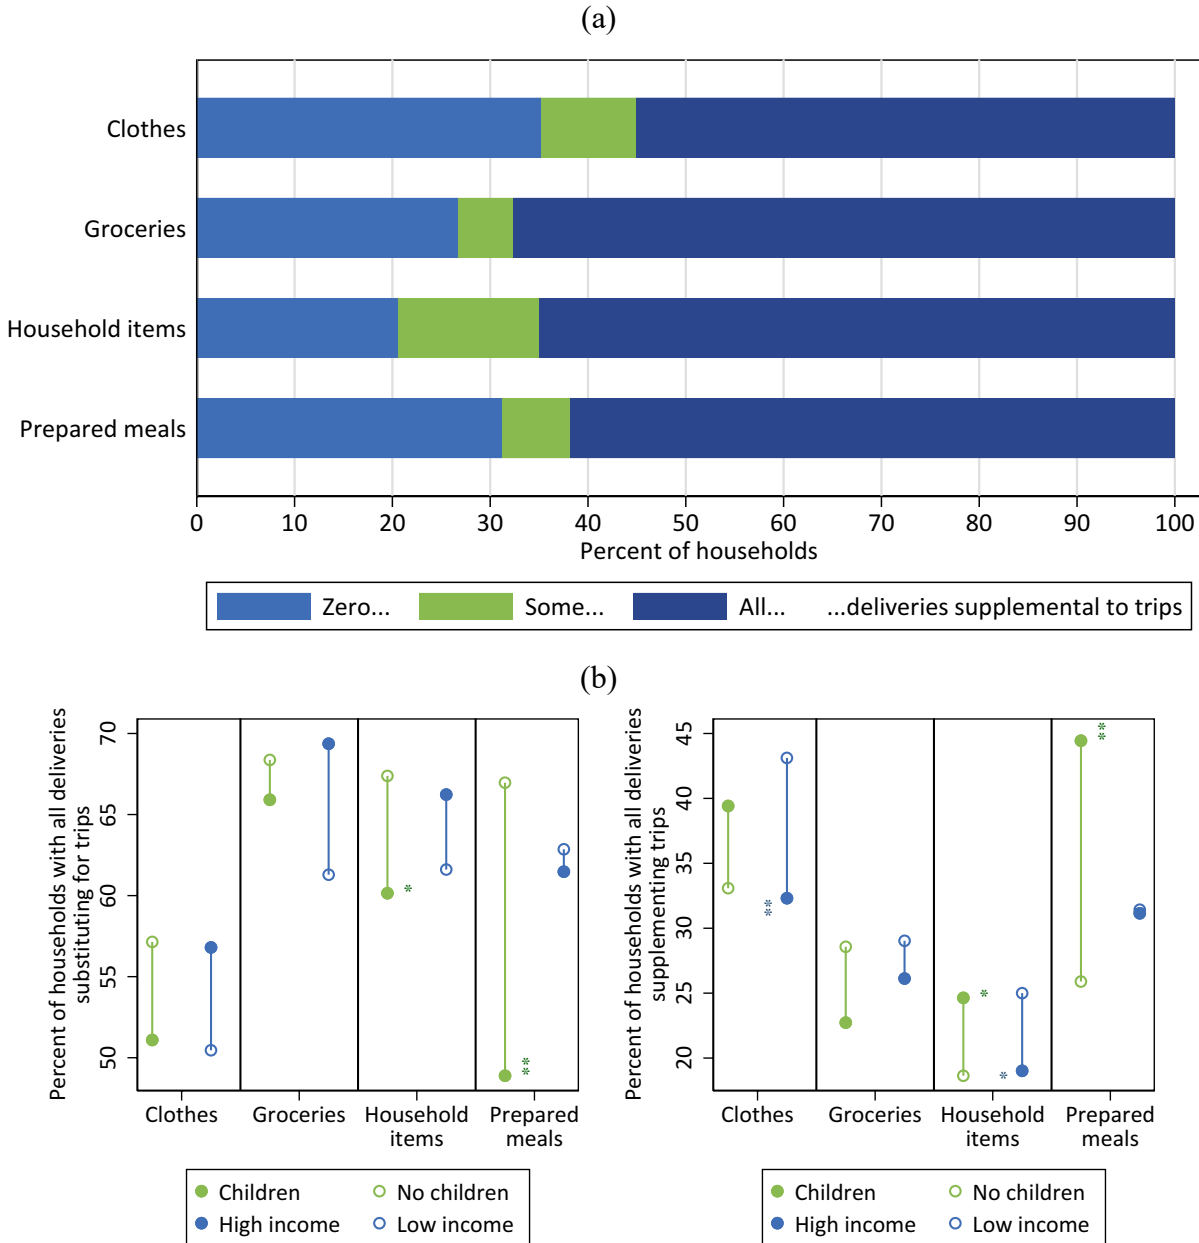 (a)
Clothes
Groceries
Household items
Prepared meals
0 10 20 30 40 50 60 70 80 90 100
Percent of households
Zero... Some... All... ...deliveries supplemental to trips
(b)
Percent of households with all deliveries
substituting for trips
70
65
60
55
50
*
**
Clothes Groceries Household Prepared
items meals
Children No children
High income Low income
Percent of households with all deliveries
supplementing trips
45
40
35
30
25
20
**
**
*
*
Clothes Groceries Household Prepared
items meals
Children No children
High income Low income